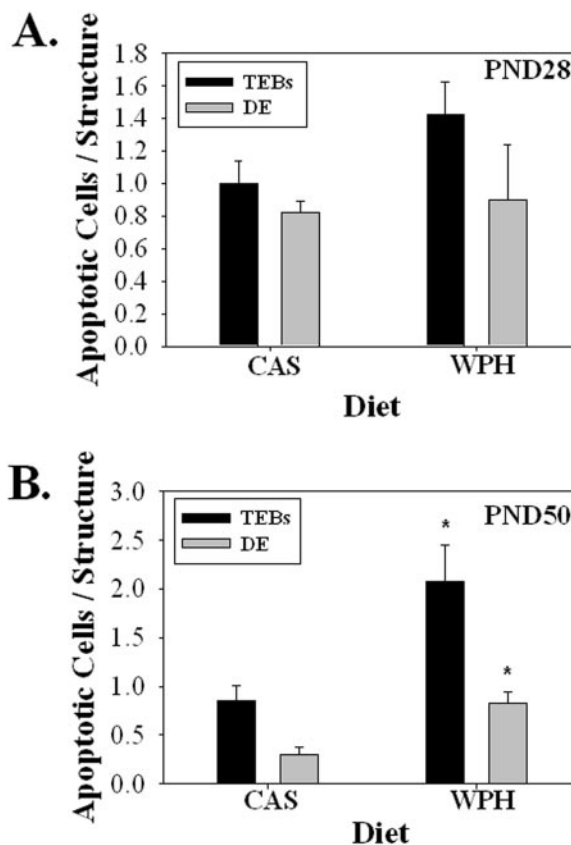 A.
Apoptotic Cells / Structure
1.8
1.6
1.4
1.2
1.0
0.8
0.6
0.4
0.2
0.0
TEBs
DE
PND28
CAS WPH
Diet
B.
Apoptotic Cells / Structure
3.0
2.5
2.0
1.5
1.0
0.5
0.0
TEBs
DE
PND50
*
*
CAS WPH
Diet